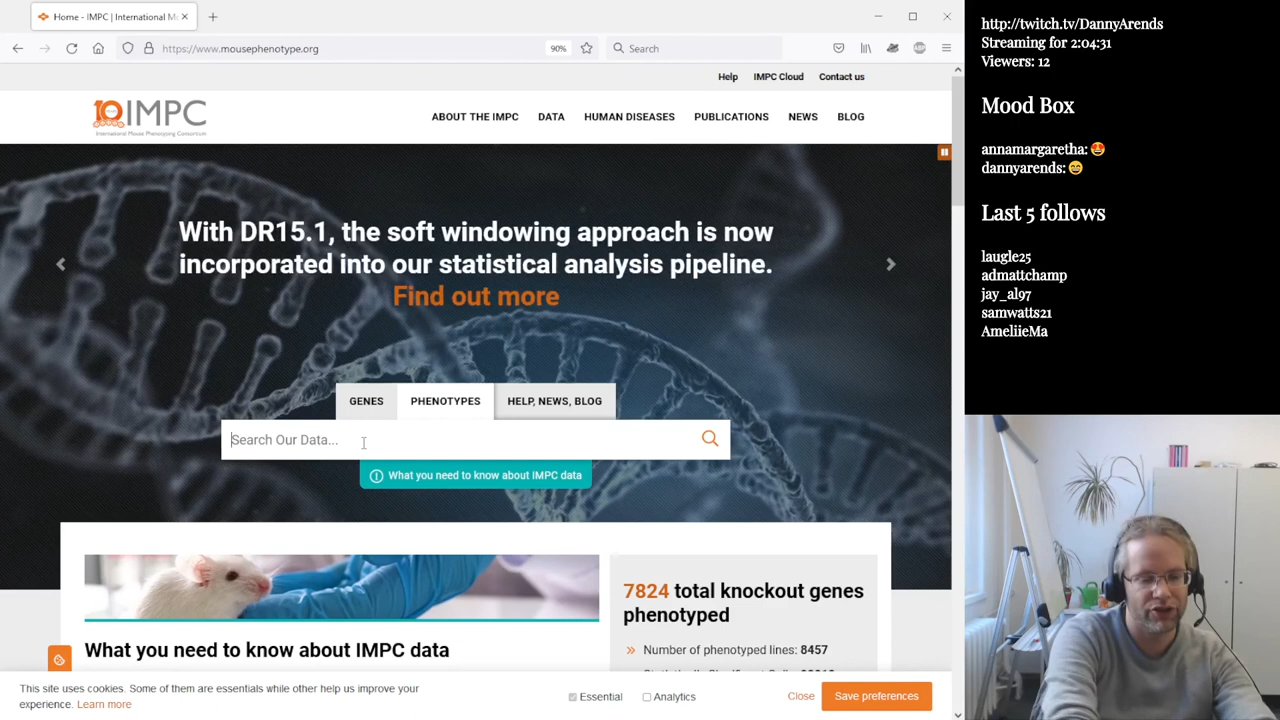 Home - IMPC | International M
https://www.mousephenotype.org
90%
Search
Help
IMPC Cloud
Contact us
IMPC
International Mouse Phenotyping Consortium
ABOUT THE IMPC
DATA
HUMAN DISEASES
PUBLICATIONS
NEWS
BLOG
With DR15.1, the soft windowing approach is now
incorporated into our statistical analysis pipeline.
Find out more
GENES
PHENOTYPES
HELP, NEWS, BLOG
Search Our Data...
What you need to know about IMPC data
What you need to know about IMPC data
7824 total knockout genes
phenotyped
Number of phenotyped lines: 8457
This site uses cookies. Some of them are essentials while other help us improve your
experience. Learn more
Essential
Analytics
Close
Save preferences
http://twitch.tv/DannyArends
Streaming for 2:04:31
Viewers: 12
Mood Box
annamargaretha: 😍
dannyarends: 😄
Last 5 follows
laugle25
admattchamp
jay_al97
samwatts21
AmeliieMa